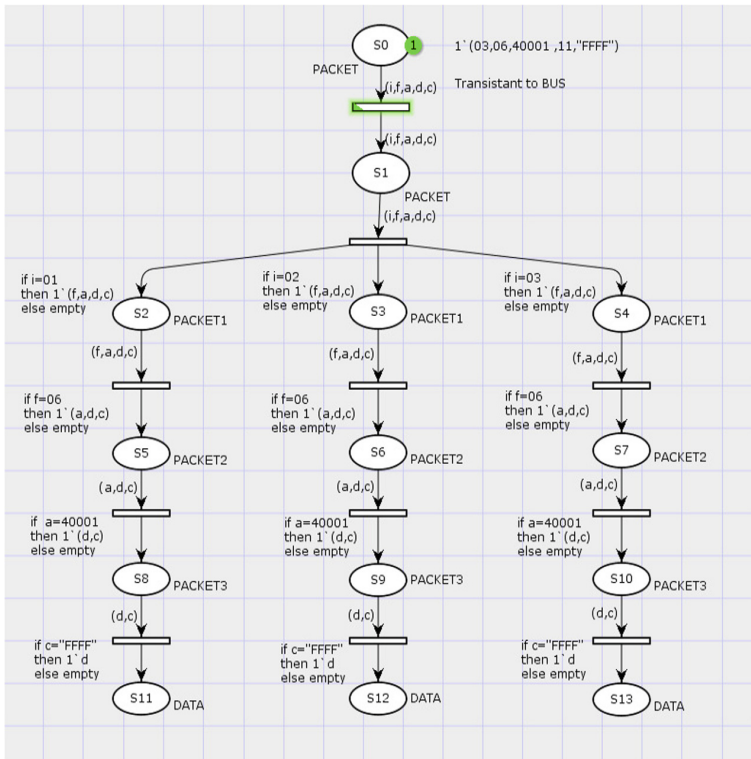 S0
1
1`(03,06,40001 ,11,"FFFF")
PACKET
(i,f,a,d,c)
Transistant to BUS
(i,f,a,d,c)
S1
PACKET
(i,f,a,d,c)
if i=01
then 1`(f,a,d,c)
else empty
if i=02
then 1`(f,a,d,c)
else empty
if i=03
then 1`(f,a,d,c)
else empty
S2
PACKET1
S3
PACKET1
S4
PACKET1
(f,a,d,c)
(f,a,d,c)
(f,a,d,c)
if f=06
then 1`(a,d,c)
else empty
if f=06
then 1`(a,d,c)
else empty
if f=06
then 1`(a,d,c)
else empty
S5
PACKET2
S6
PACKET2
S7
PACKET2
(a,d,c)
(a,d,c)
(a,d,c)
if a=40001
then 1`(d,c)
else empty
if a=40001
then 1`(d,c)
else empty
if a=40001
then 1`(d,c)
else empty
S8
PACKET3
S9
PACKET3
S10
PACKET3
(d,c)
(d,c)
(d,c)
if c="FFFF"
then 1`d
else empty
if c="FFFF"
then 1`d
else empty
if c="FFFF"
then 1`d
else empty
S11
DATA
S12
DATA
S13
DATA